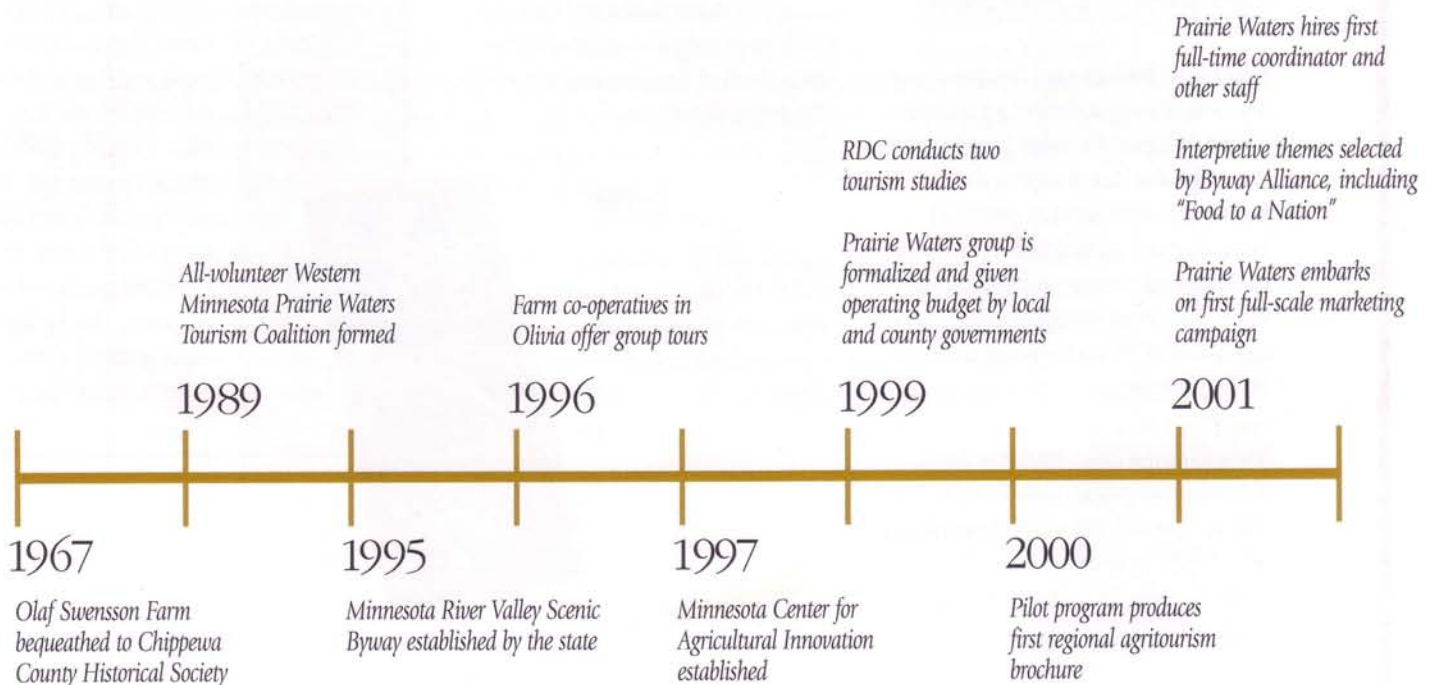 Prairie Waters hires first
full-time coordinator and
other staff
RDC conducts two
tourism studies
Interpretive themes selected
by Byway Alliance, including
"Food to a Nation"
Prairie Waters group is
formalized and given
operating budget by local
and county governments
Prairie Waters embarks
on first full-scale marketing
campaign
All-volunteer Western
Minnesota Prairie Waters
Tourism Coalition formed
Farm co-operatives in
Olivia offer group tours
1989
1996
1999
2001
1967
1995
1997
2000
Olaf Swensson Farm
bequeathed to Chippewa
County Historical Society
Minnesota River Valley Scenic
Byway established by the state
Minnesota Center for
Agricultural Innovation
established
Pilot program produces
first regional agritourism
brochure